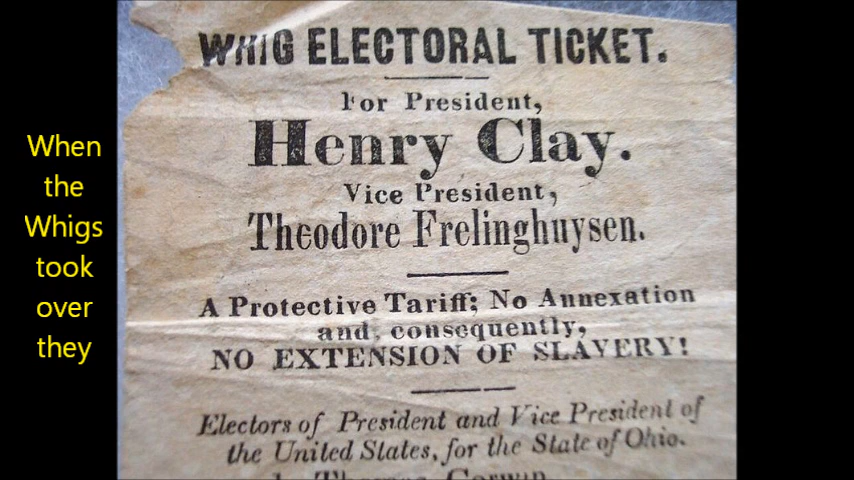 When
the
Whigs
took
over
they
WHIG ELECTORAL TICKET.
For President,
Henry Clay.
Vice President,
Theodore Frelinghuysen.
A Protective Tariff; No Annexation
and, consequently,
NO EXTENSION OF SLAVERY!
Electors of President and Vice President of
the United States, for the State of Ohio.
Thomas Corwin